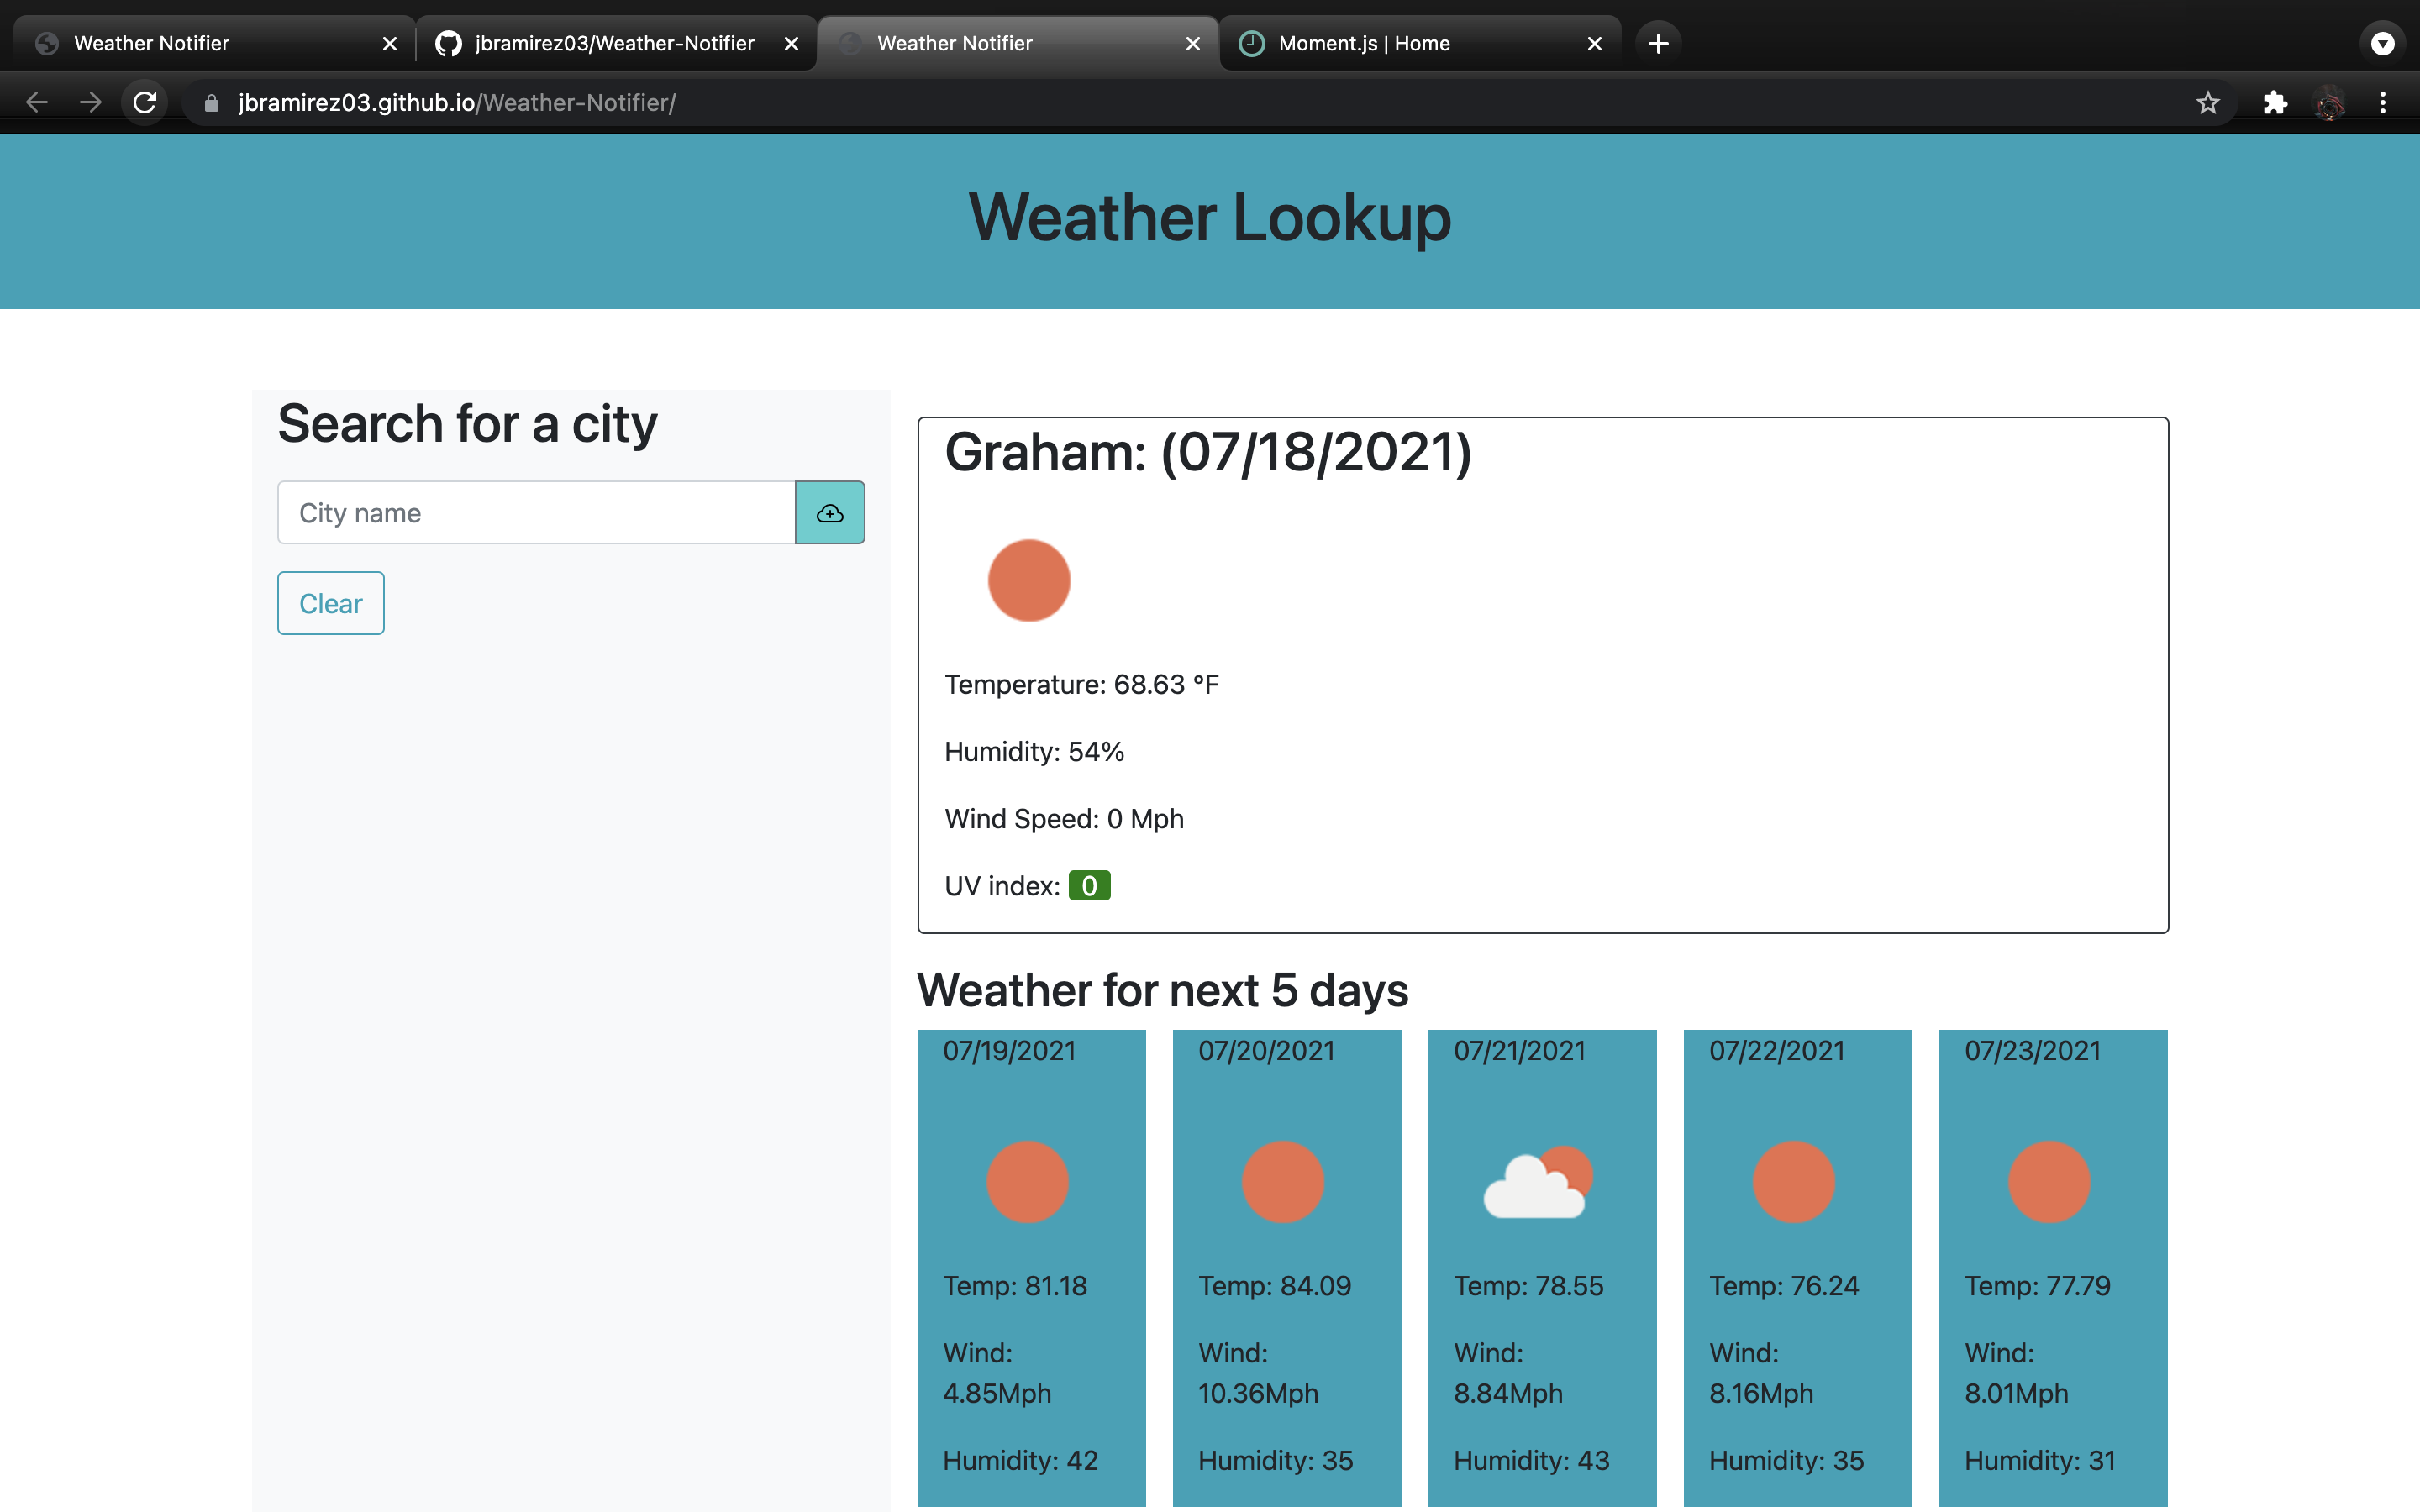 Weather Notifier
jbramirez03/Weather-Notifier
Weather Notifier
Moment.js | Home
jbramirez03.github.io/Weather-Notifier/
Weather Lookup
Search for a city
City name
Clear
Graham: (07/18/2021)
Temperature: 68.63 °F
Humidity: 54%
Wind Speed: 0 Mph
UV index: 0
Weather for next 5 days
07/19/2021
Temp: 81.18
Wind:
4.85Mph
Humidity: 42
07/20/2021
Temp: 84.09
Wind:
10.36Mph
Humidity: 35
07/21/2021
Temp: 78.55
Wind:
8.84Mph
Humidity: 43
07/22/2021
Temp: 76.24
Wind:
8.16Mph
Humidity: 35
07/23/2021
Temp: 77.79
Wind:
8.01Mph
Humidity: 31